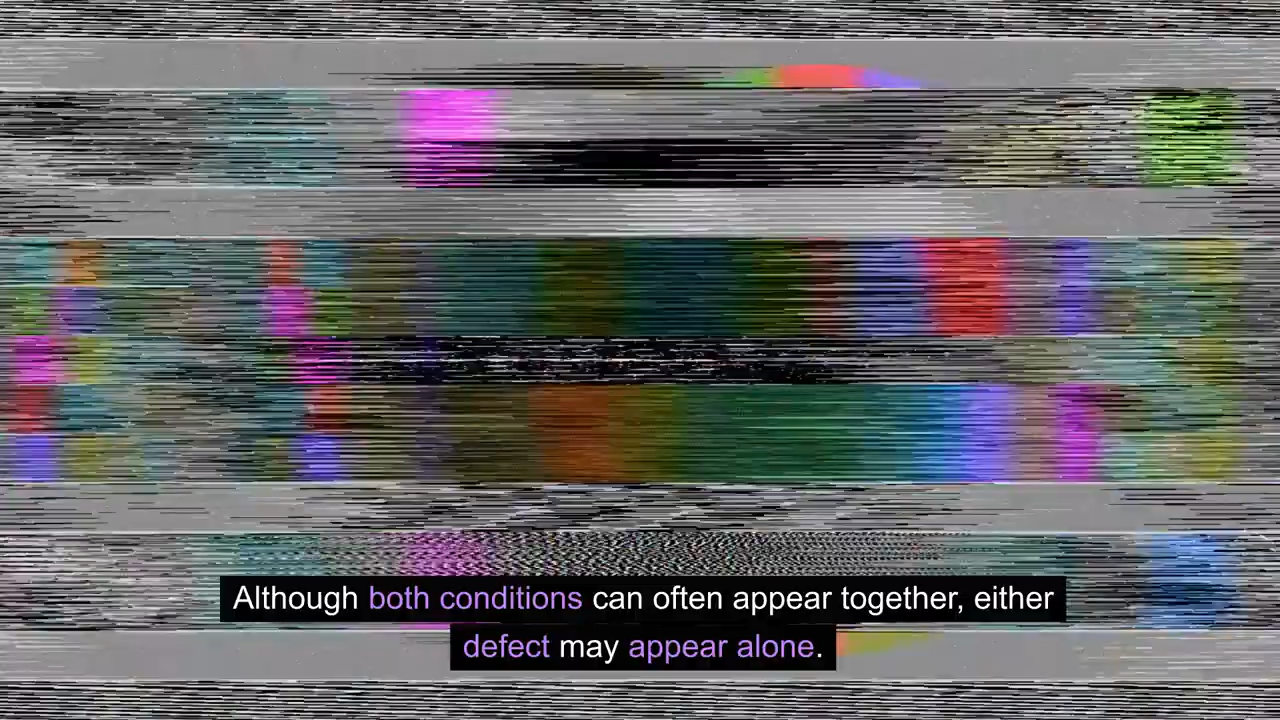 Although both conditions can often appear together, either
defect may appear alone.